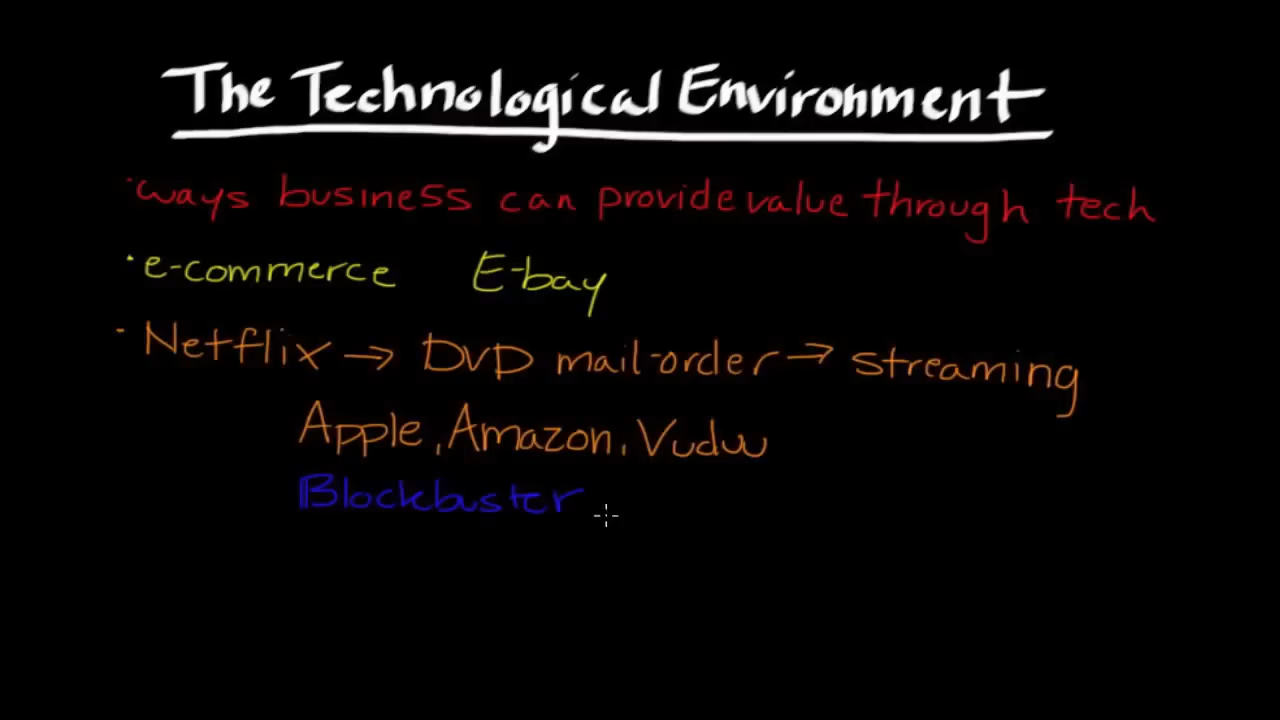 The Technological Environment
· ways business can provide value through tech
· e-commerce E-bay
· Netflix → DVD mail-order → streaming
Apple, Amazon, Vuduu
Blockbuster